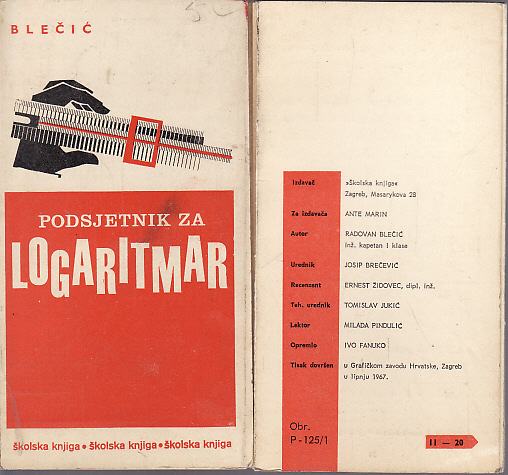 BLEČIĆ
PODSJETNIK ZA
LOGARITMAR
školska knjiga • školska knjiga • školska knjiga
Izdavač »Školska knjiga«
Zagreb, Masarykova 28
Za izdavača ANTE MARIN
Autor RADOVAN BLEČIĆ
inž. kapetan I klase
Urednik JOSIP BREČEVIĆ
Recenzent ERNEST ŽIDOVEC, dipl. inž.
Teh. urednik TOMISLAV JUKIĆ
Lektor MILADA PINDULIĆ
Opremio IVO FANUKO
Tisak dovršen u Grafičkom zavodu Hrvatske, Zagreb
u lipnju 1967.
Obr.
P-125/1
11 — 20